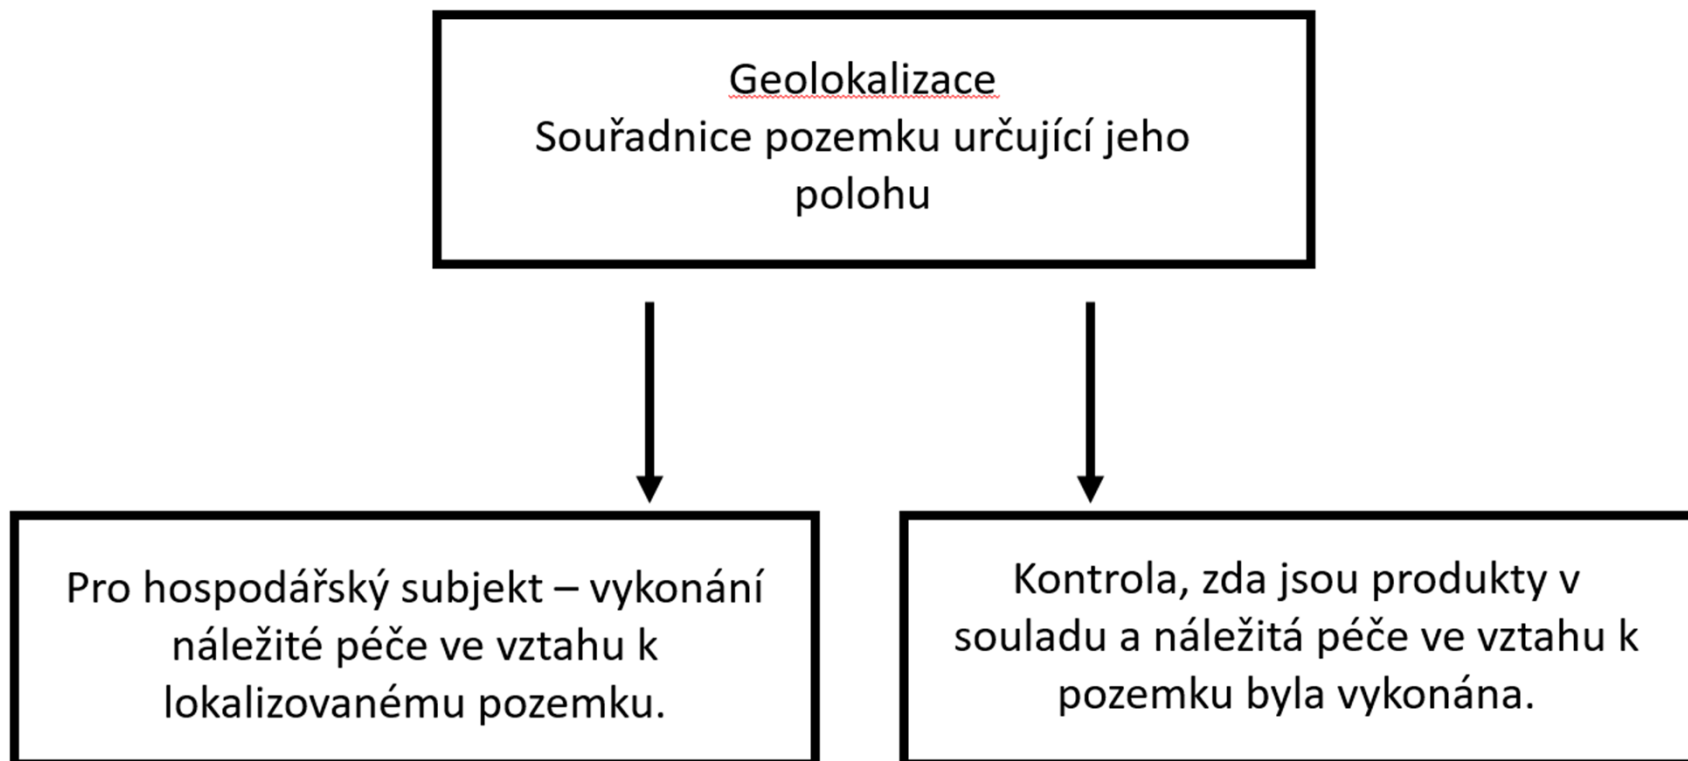 Geolokalizace
Souřadnice pozemku určující jeho
polohu
Pro hospodářský subjekt – vykonání
náležité péče ve vztahu k
lokalizovanému pozemku.
Kontrola, zda jsou produkty v
souladu a náležitá péče ve vztahu k
pozemku byla vykonána.